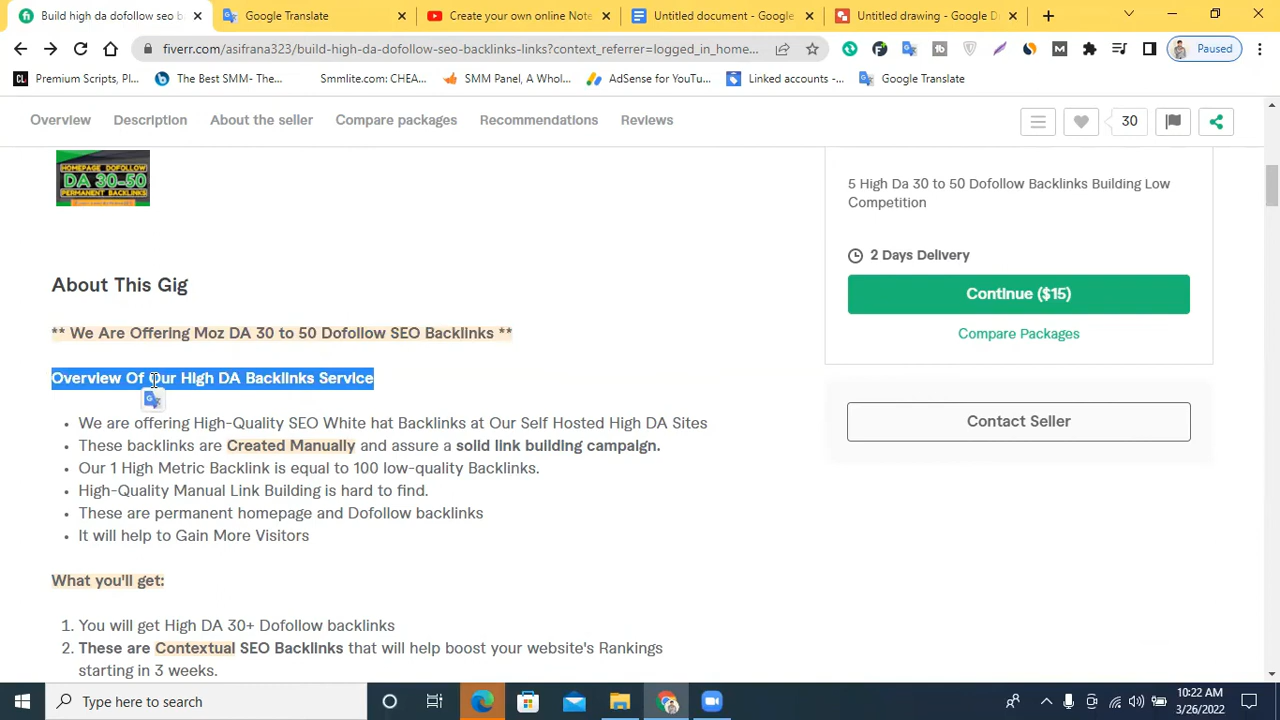 Build high da dofollow seo b
Google Translate
Create your own online Note
Untitled document - Google
Untitled drawing - Google D
fiverr.com/asifrana323/build-high-da-dofollow-seo-backlinks-links?context_referrer=logged_in_home...
Paused
Premium Scripts, Pl...
The Best SMM- The...
Smmlite.com: CHEA...
SMM Panel, A Whol...
AdSense for YouTu...
Linked accounts -...
Google Translate
Overview
Description
About the seller
Compare packages
Recommendations
Reviews
30
HOMEPAGE DOFOLLOW
DA 30-50
PERMANENT BACKLINKS
5 High Da 30 to 50 Dofollow Backlinks Building Low
Competition
2 Days Delivery
Continue ($15)
Compare Packages
Contact Seller
About This Gig
** We Are Offering Moz DA 30 to 50 Dofollow SEO Backlinks **
Overview Of Our High DA Backlinks Service
• We are offering High-Quality SEO White hat Backlinks at Our Self Hosted High DA Sites
• These backlinks are Created Manually and assure a solid link building campaign.
• Our 1 High Metric Backlink is equal to 100 low-quality Backlinks.
• High-Quality Manual Link Building is hard to find.
• These are permanent homepage and Dofollow backlinks
• It will help to Gain More Visitors
What you'll get:
1. You will get High DA 30+ Dofollow backlinks
2. These are Contextual SEO Backlinks that will help boost your website's Rankings
starting in 3 weeks.
Type here to search
10:22 AM
3/26/2022